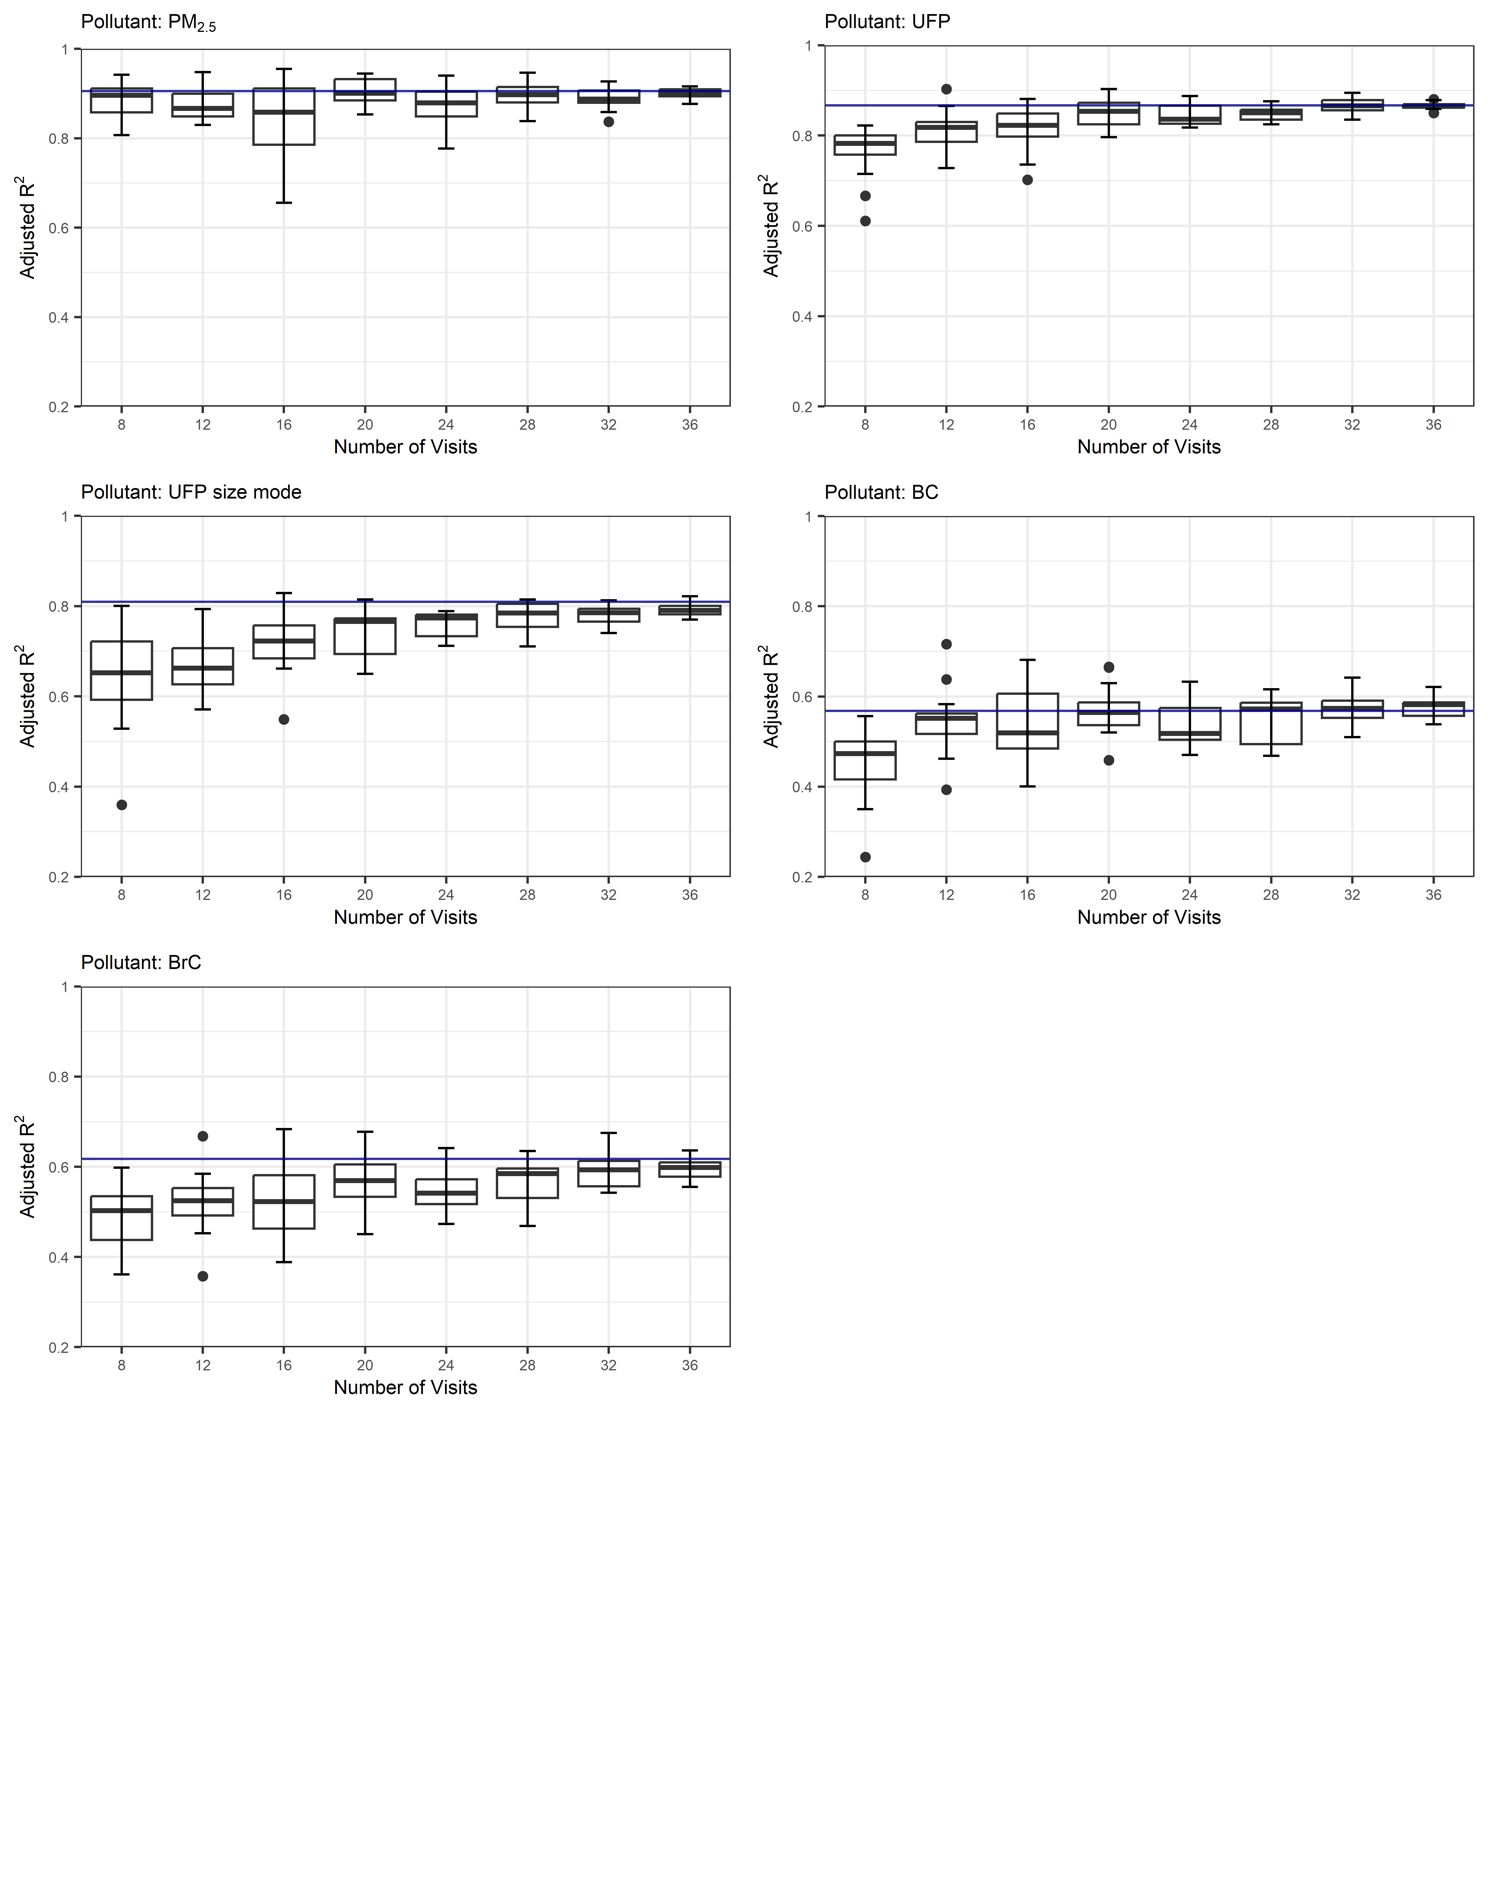 Pollutant: PM2.5
1
0.8
0.6
0.4
0.2
Adjusted R2
8 12 16 20 24 28 32 36
Number of Visits
Pollutant: UFP
1
0.8
0.6
0.4
0.2
Adjusted R2
8 12 16 20 24 28 32 36
Number of Visits
Pollutant: UFP size mode
1
0.8
0.6
0.4
0.2
Adjusted R2
8 12 16 20 24 28 32 36
Number of Visits
Pollutant: BC
1
0.8
0.6
0.4
0.2
Adjusted R2
8 12 16 20 24 28 32 36
Number of Visits
Pollutant: BrC
1
0.8
0.6
0.4
0.2
Adjusted R2
8 12 16 20 24 28 32 36
Number of Visits